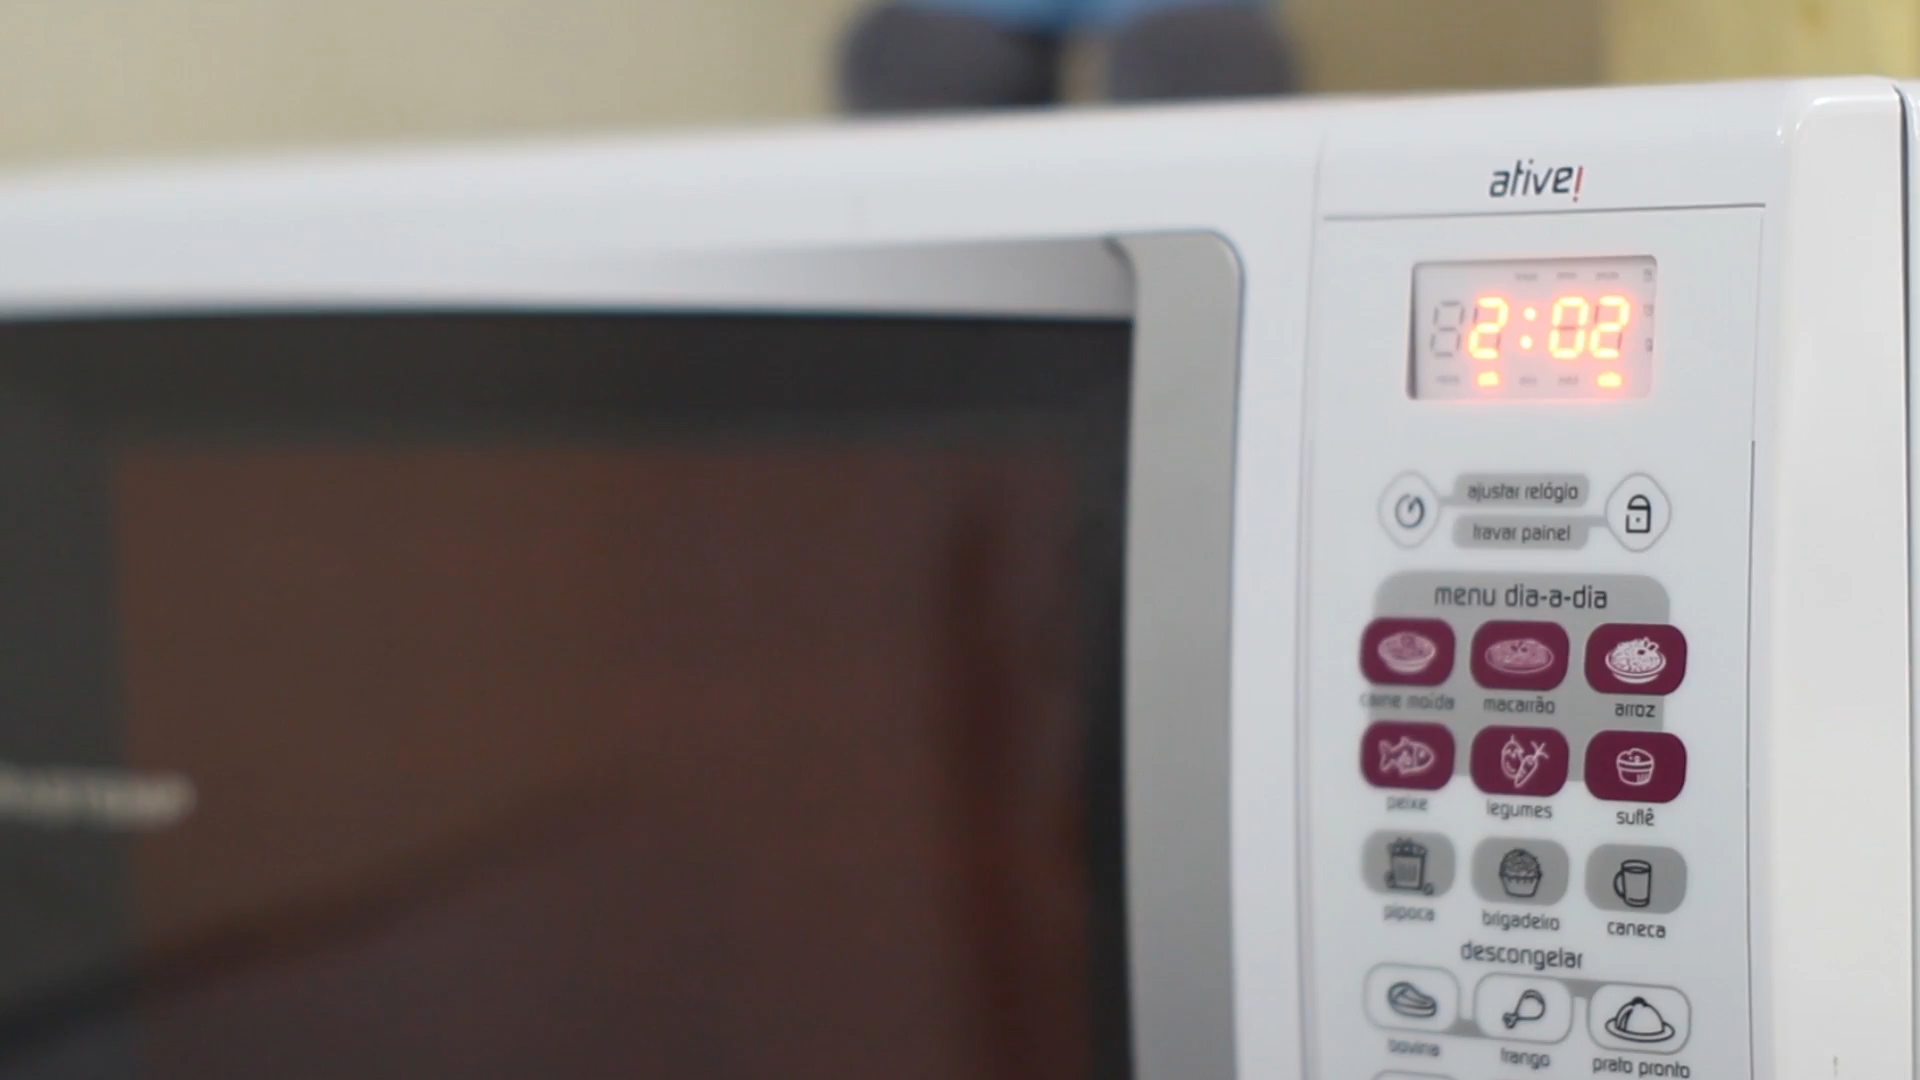 ative!
2:02
ajustar relógio
travar painel
menu dia-a-dia
carne moída macarrão arroz
peixe legumes suflê
pipoca brigadeiro caneca
descongelar
bovina frango prato pronto